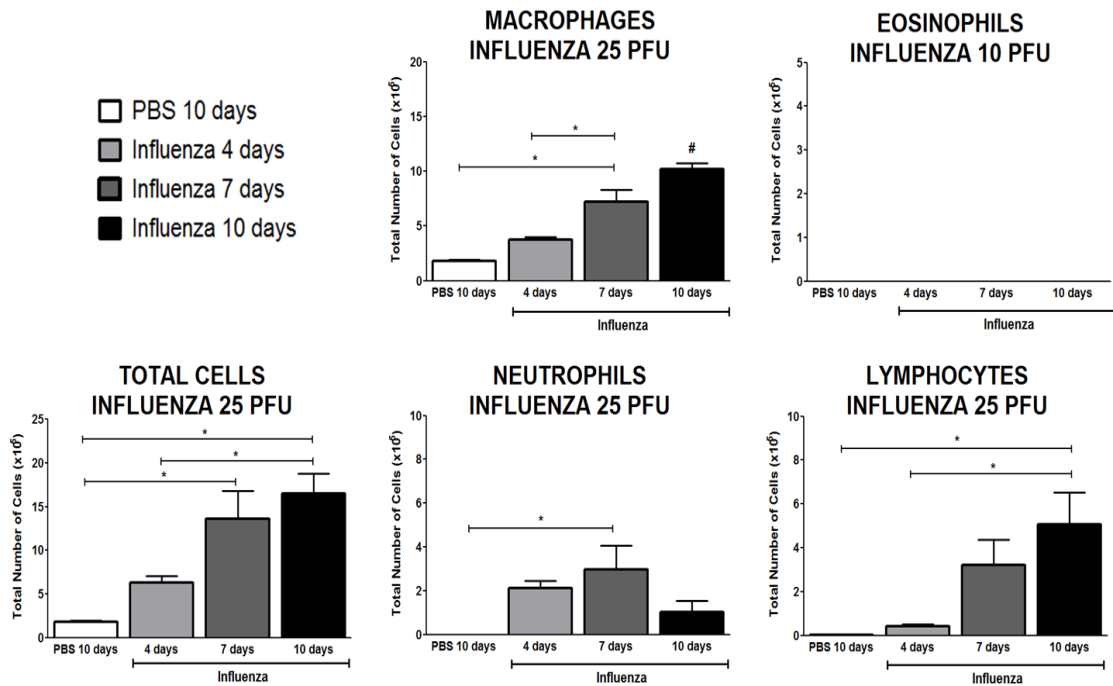 PBS 10 days
Influenza 4 days
Influenza 7 days
Influenza 10 days
MACROPHAGES
INFLUENZA 25 PFU
Total Number of Cells (x10⁵)
20
15
10
5
0
*
*
#
PBS 10 days 4 days 7 days 10 days
Influenza
EOSINOPHILS
INFLUENZA 10 PFU
Total Number of Cells (x10⁵)
5
4
3
2
1
0
PBS 10 days 4 days 7 days 10 days
Influenza
TOTAL CELLS
INFLUENZA 25 PFU
Total Number of Cells (x10⁵)
25
20
15
10
5
0
*
*
*
PBS 10 days 4 days 7 days 10 days
Influenza
NEUTROPHILS
INFLUENZA 25 PFU
Total Number of Cells (x10⁵)
10
8
6
4
2
0
*
PBS 10 days 4 days 7 days 10 days
Influenza
LYMPHOCYTES
INFLUENZA 25 PFU
Total Number of Cells (x10⁵)
10
8
6
4
2
0
*
*
PBS 10 days 4 days 7 days 10 days
Influenza